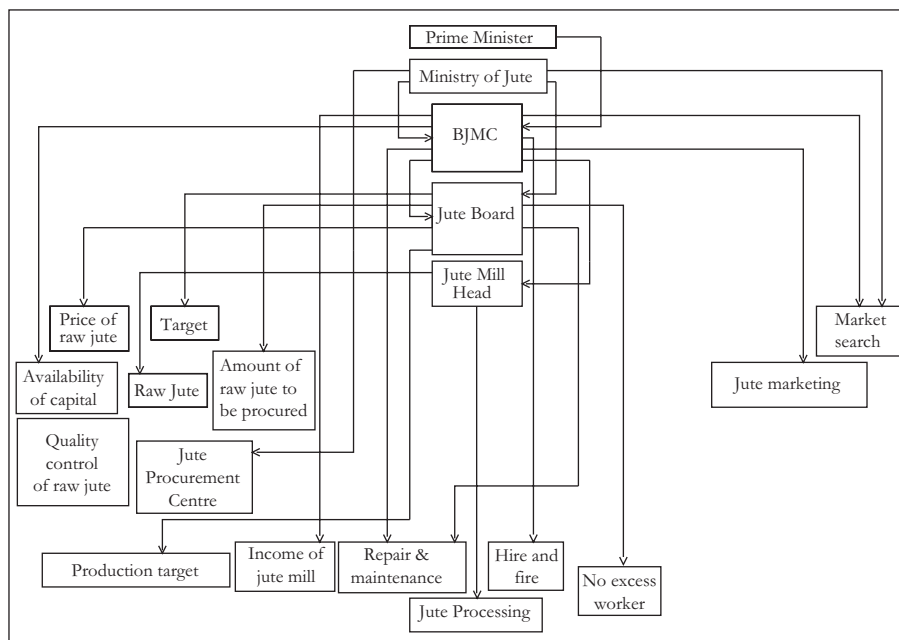 Prime Minister
Ministry of Jute
BJMC
Jute Board
Jute Mill
Head
Price of
raw jute
Target
Market
search
Availability
of capital
Raw Jute
Amount of
raw jute to
be procured
Jute marketing
Quality
control
of raw jute
Jute
Procurement
Centre
Production target
Income of
jute mill
Repair &
maintenance
Hire and
fire
No excess
worker
Jute Processing